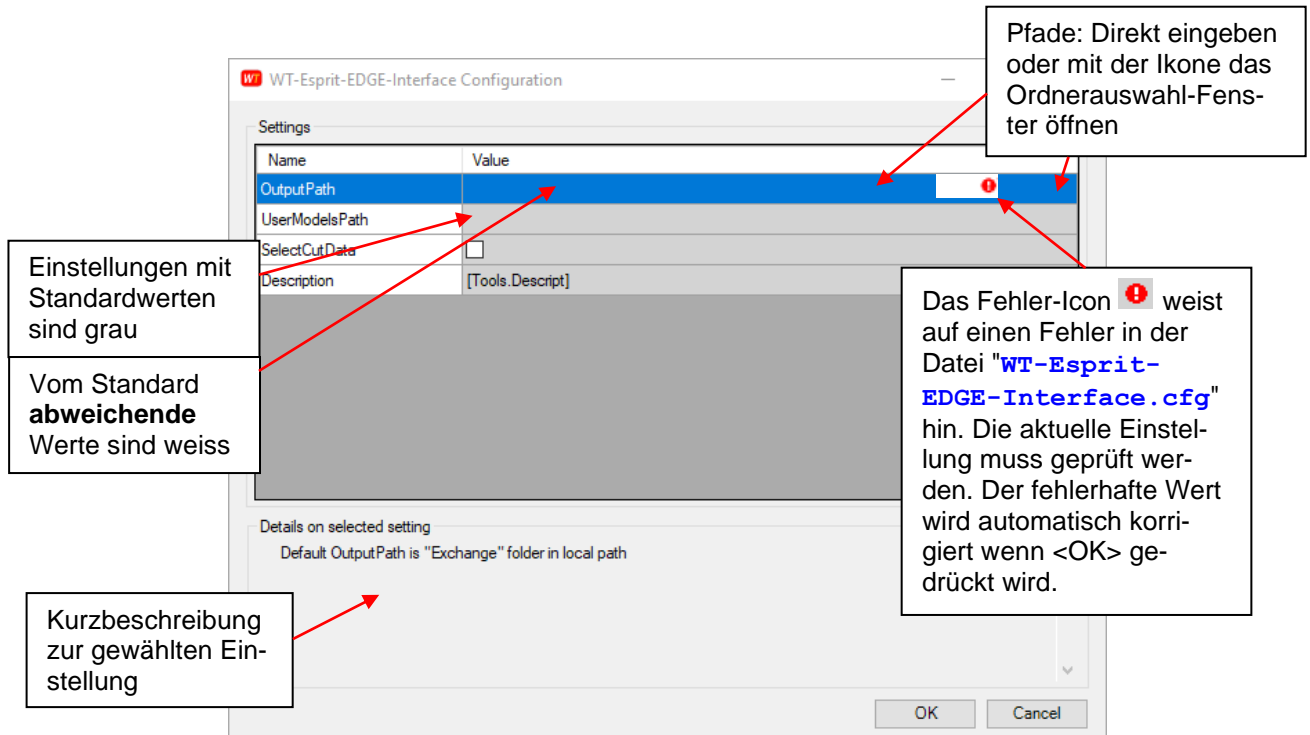 Pfade: Direkt eingeben
oder mit der Ikone das
Ordnerauswahl-Fens-
ter öffnen
WT WT-Esprit-EDGE-Interface Configuration
Settings
Name Value
OutputPath
UserModelsPath
SelectCutData
Description [Tools.Descript]
Einstellungen mit
Standardwerten
sind grau
Vom Standard
abweichende
Werte sind weiss
Das Fehler-Icon weist
auf einen Fehler in der
Datei "WT-Esprit-
EDGE-Interface.cfg"
hin. Die aktuelle Einstel-
lung muss geprüft wer-
den. Der fehlerhafte Wert
wird automatisch korri-
giert wenn <OK> ge-
drückt wird.
Details on selected setting
Default OutputPath is "Exchange" folder in local path
Kurzbeschreibung
zur gewählten Ein-
stellung
OK Cancel